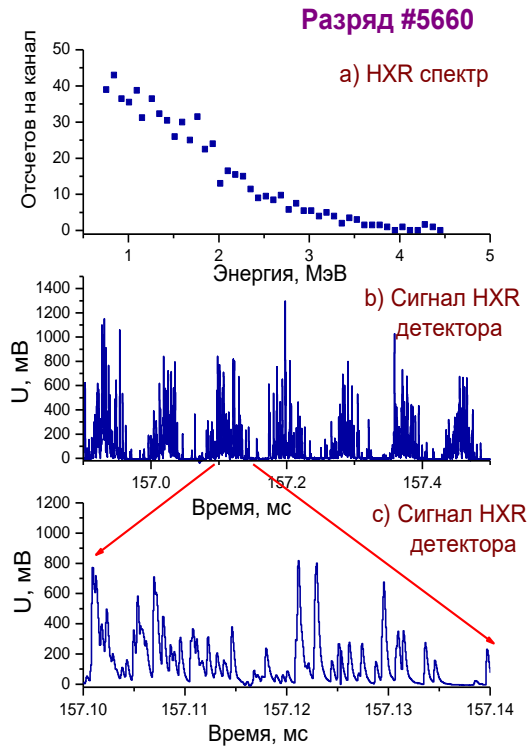 Разряд #5660
a) HXR спектр
Отсчетов на канал
50
40
30
20
10
0
1 2 3 4 5
Энергия, МэВ
b) Сигнал HXR
детектора
U, мВ
1400
1200
1000
800
600
400
200
0
157.0 157.2 157.4
Время, мс
c) Сигнал HXR
детектора
U, мВ
1000
800
600
400
200
0
157.10 157.11 157.12 157.13 157.14
Время, мс